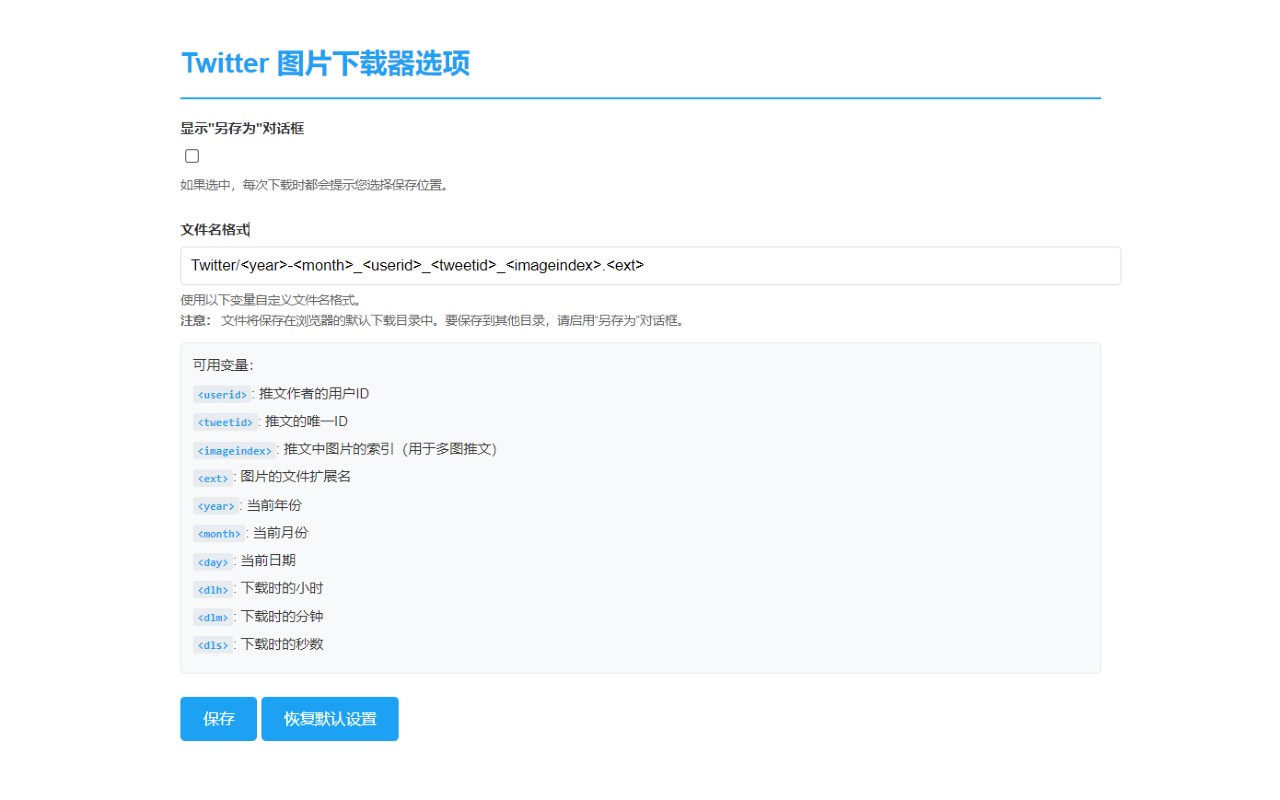 Twitter 图片下载器选项
显示"另存为"对话框
如果选中，每次下载时都会提示您选择保存位置。
文件名格式
Twitter/<year>-<month>_<userid>_<tweetid>_<imageindex>.<ext>
使用以下变量自定义文件名格式。
注意： 文件将保存在浏览器的默认下载目录中。要保存到其他目录，请启用"另存为"对话框。
可用变量：
<userid>: 推文作者的用户ID
<tweetid>: 推文的唯一ID
<imageindex>: 推文中图片的索引（用于多图推文）
<ext>: 图片的文件扩展名
<year>: 当前年份
<month>: 当前月份
<day>: 当前日期
<dlh>: 下载时的小时
<dlm>: 下载时的分钟
<dls>: 下载时的秒数
保存 恢复默认设置